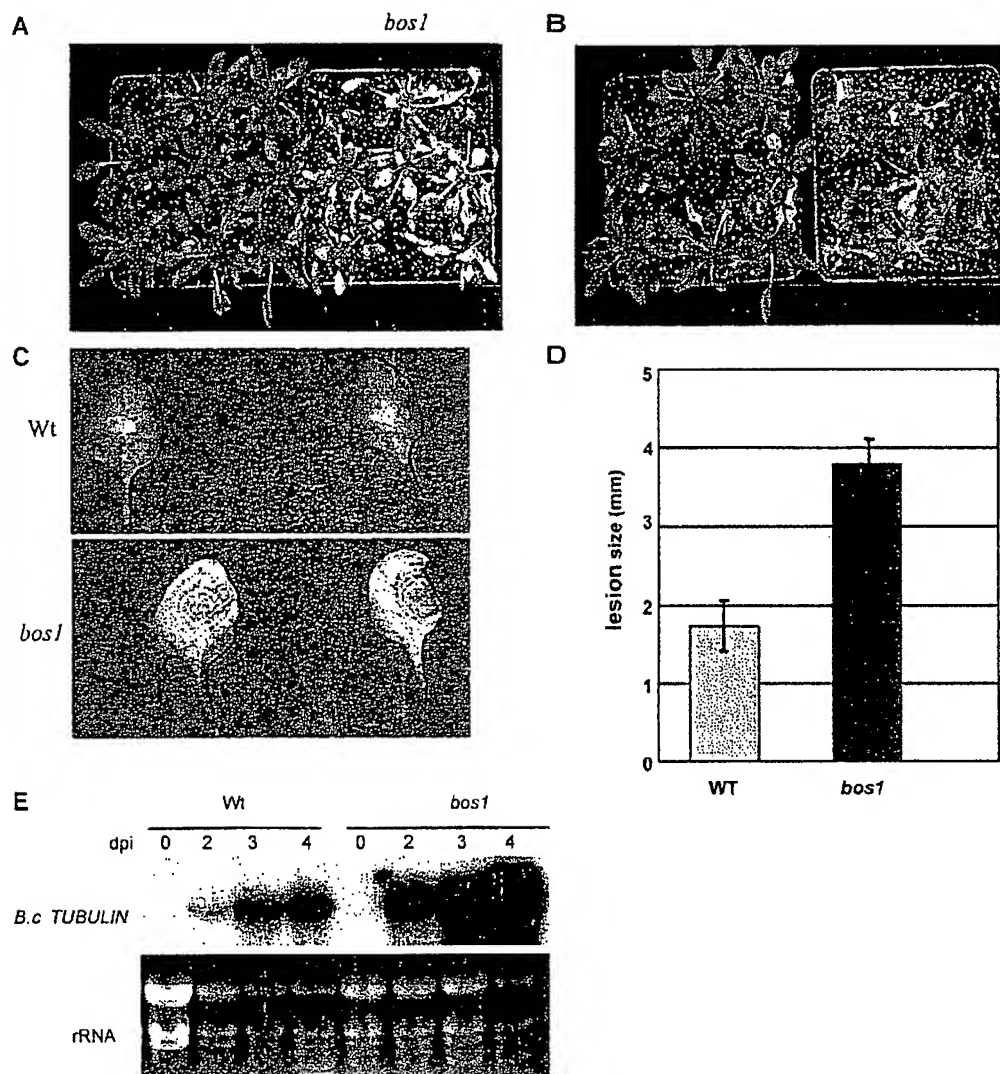 A
bos1
B
C
Wt
bos1
D
5
4
3
2
1
0
lesion size (mm)
WT
bos1
E
Wt
bos1
dpi 0 2 3 4 0 2 3 4
B.c TUBULIN
rRNA